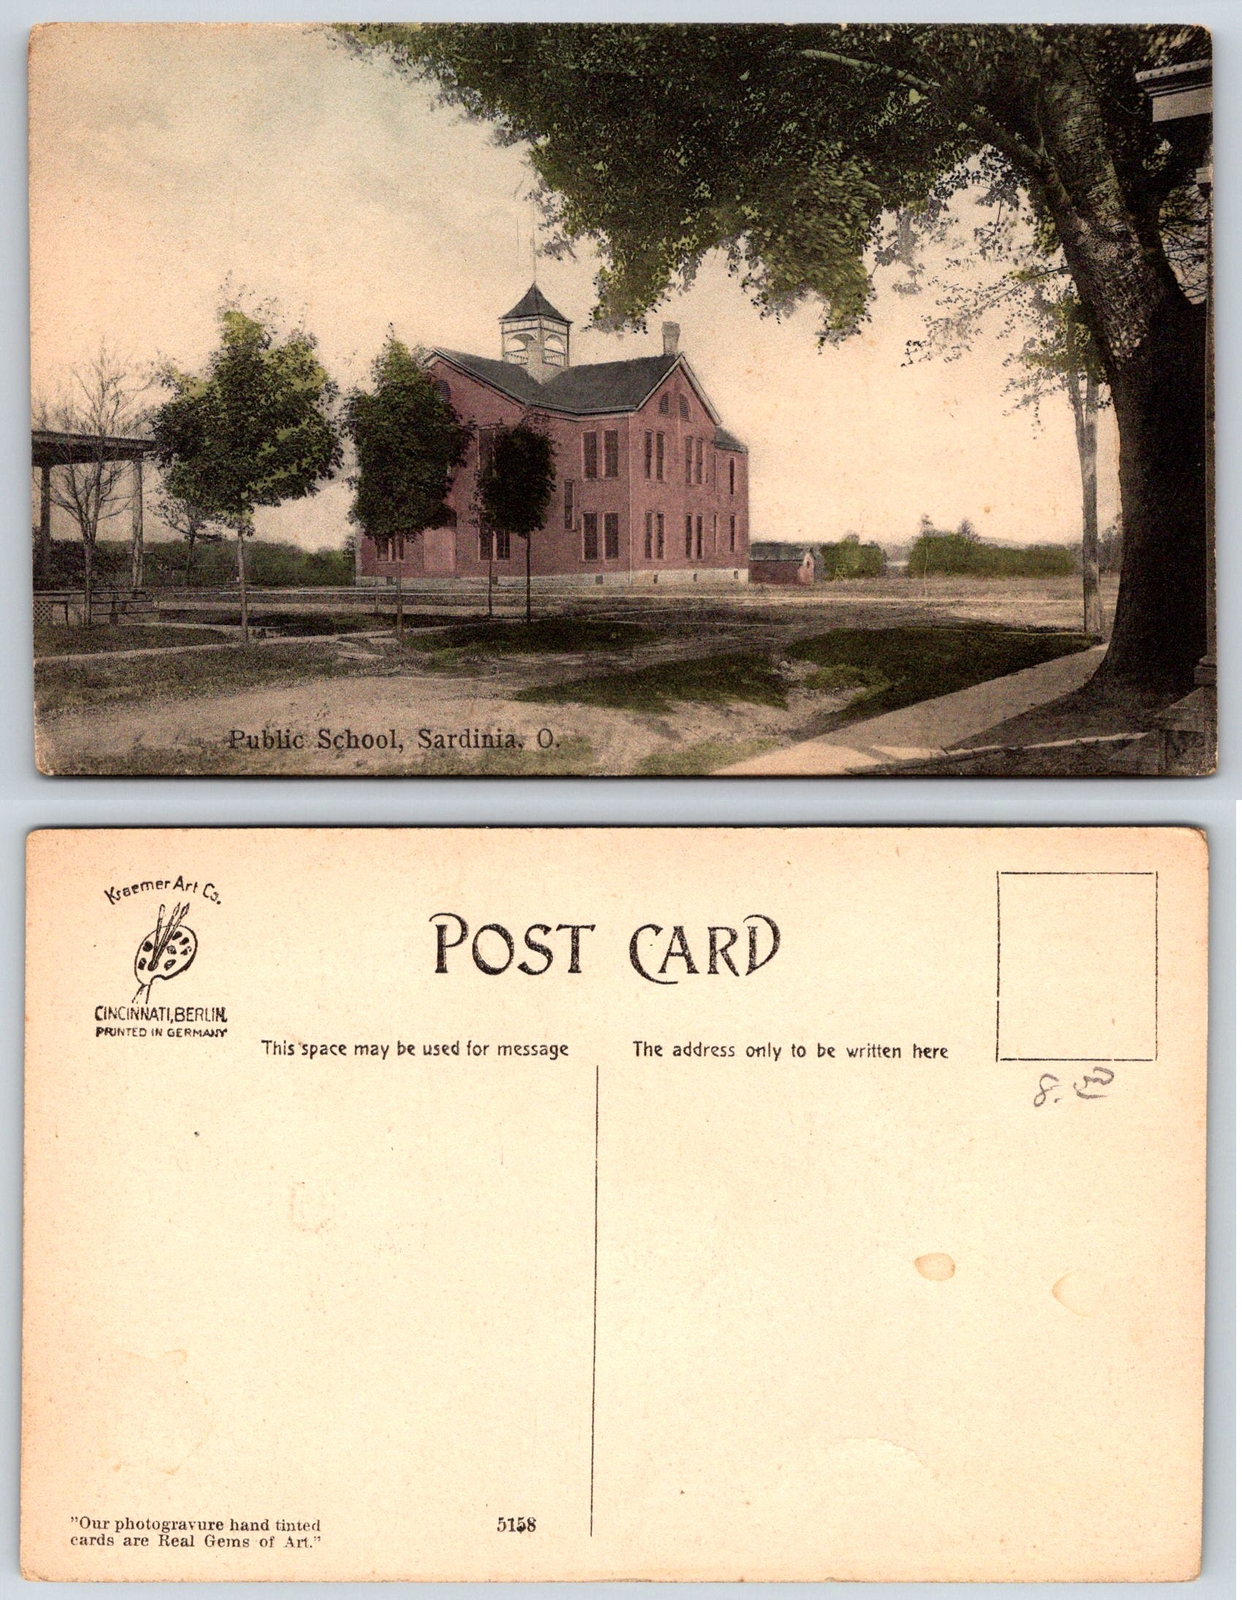 Public School, Sardinia, O.
Kraemer Art Co.
CINCINNATI, BERLIN.
PRINTED IN GERMANY
POST CARD
This space may be used for message
The address only to be written here
8.00
"Our photogravure hand tinted
cards are Real Gems of Art."
5158